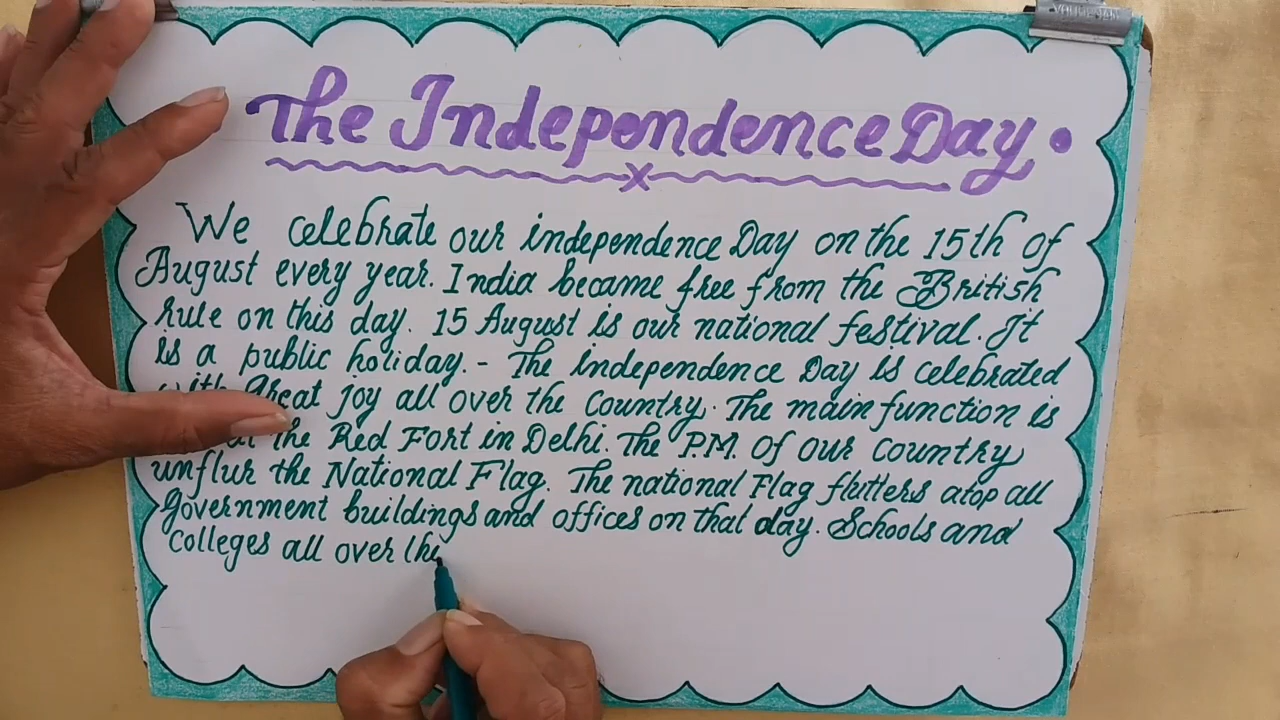 The Independence Day.
x
We celebrate our independence Day on the 15th of
August every year. India became free from the British
rule on this day. 15 August is our national festival. It
is a public holiday. - The independence Day is celebrated
with great joy all over the country. The main function is
at the Red Fort in Delhi. The P.M. of our country
unflur the National Flag. The national Flag flutters atop all
government buildings and offices on that day. Schools and
colleges all over the